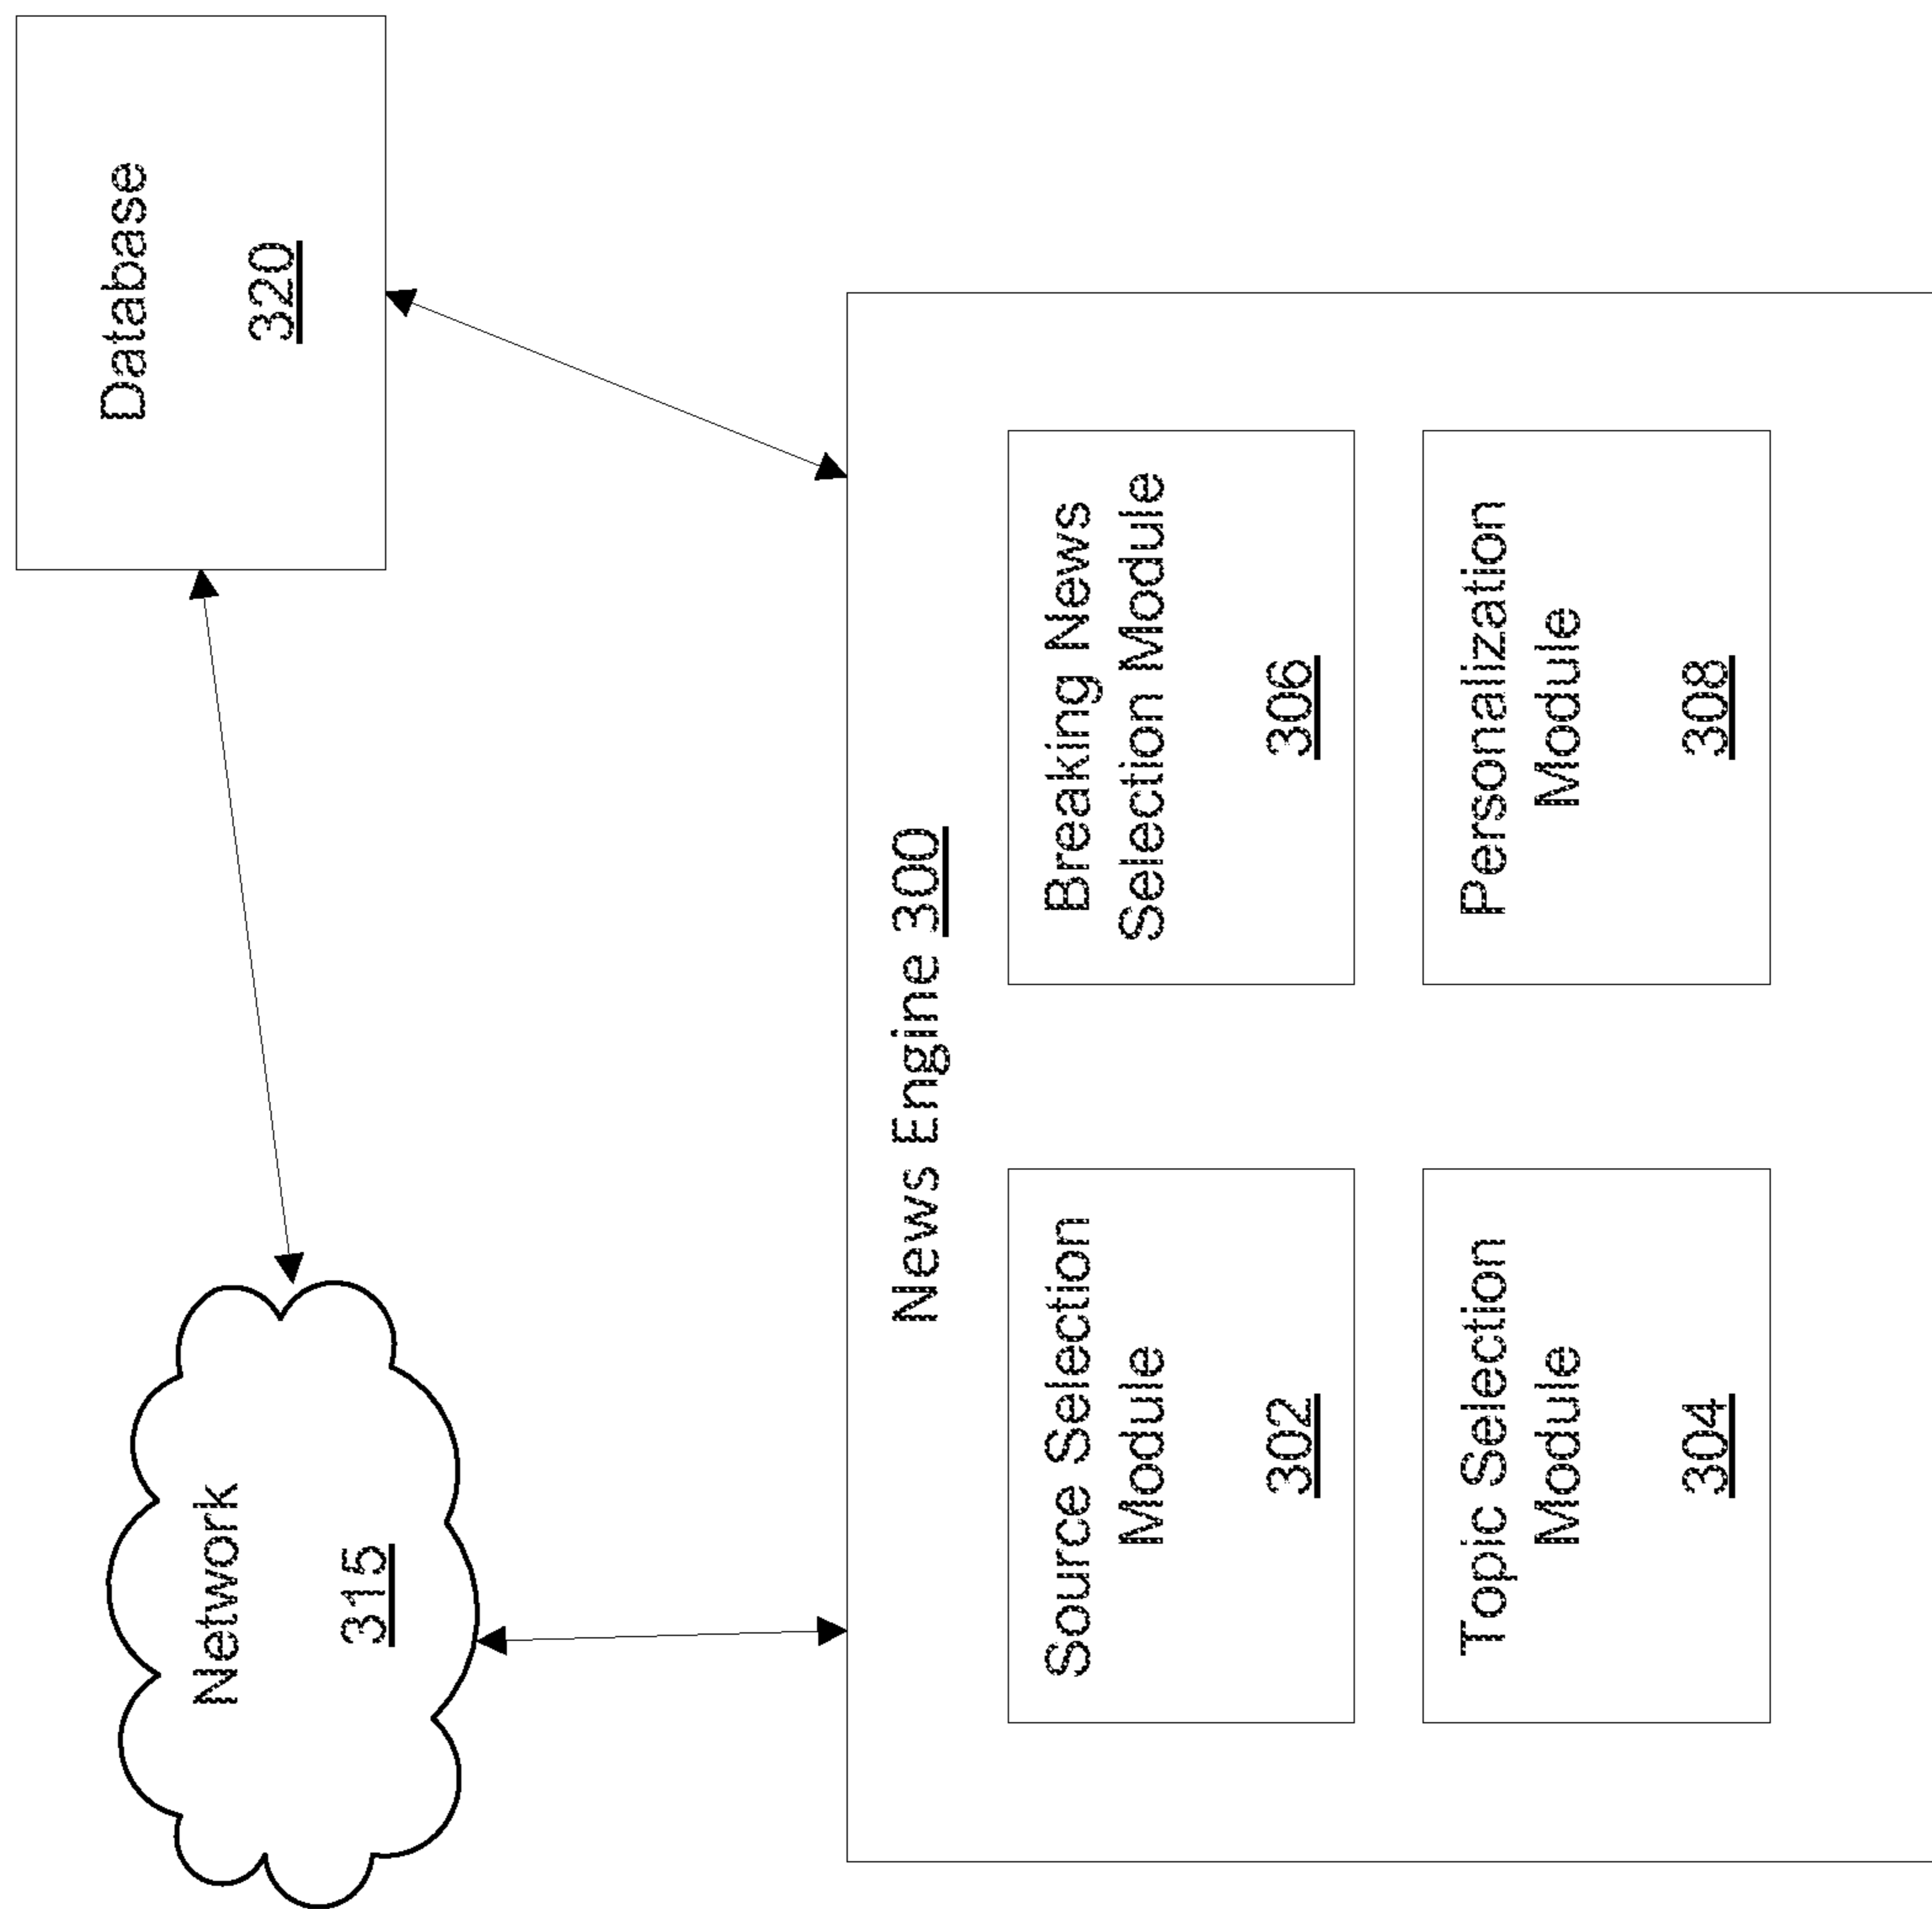 Network
315
Database
320
News Engine 300
Source Selection
Module
302
Breaking News
Selection Module
306
Topic Selection
Module
304
Personalization
Module
308